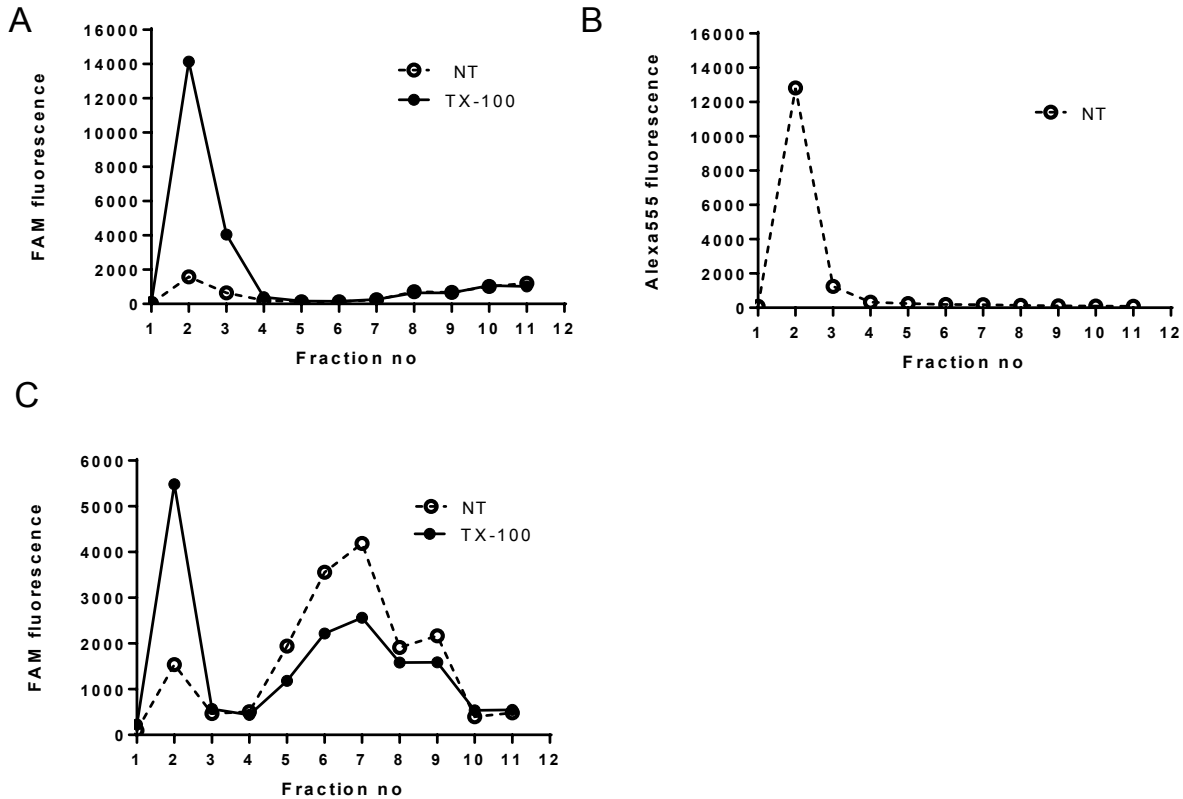 A
FAM fluorescence
16000
14000
12000
10000
8000
6000
4000
2000
0
1 2 3 4 5 6 7 8 9 10 11 12
Fraction no
NT
TX-100
B
Alexa555 fluorescence
16000
14000
12000
10000
8000
6000
4000
2000
0
1 2 3 4 5 6 7 8 9 10 11 12
Fraction no
NT
C
FAM fluorescence
6000
5000
4000
3000
2000
1000
0
1 2 3 4 5 6 7 8 9 10 11 12
Fraction no
NT
TX-100